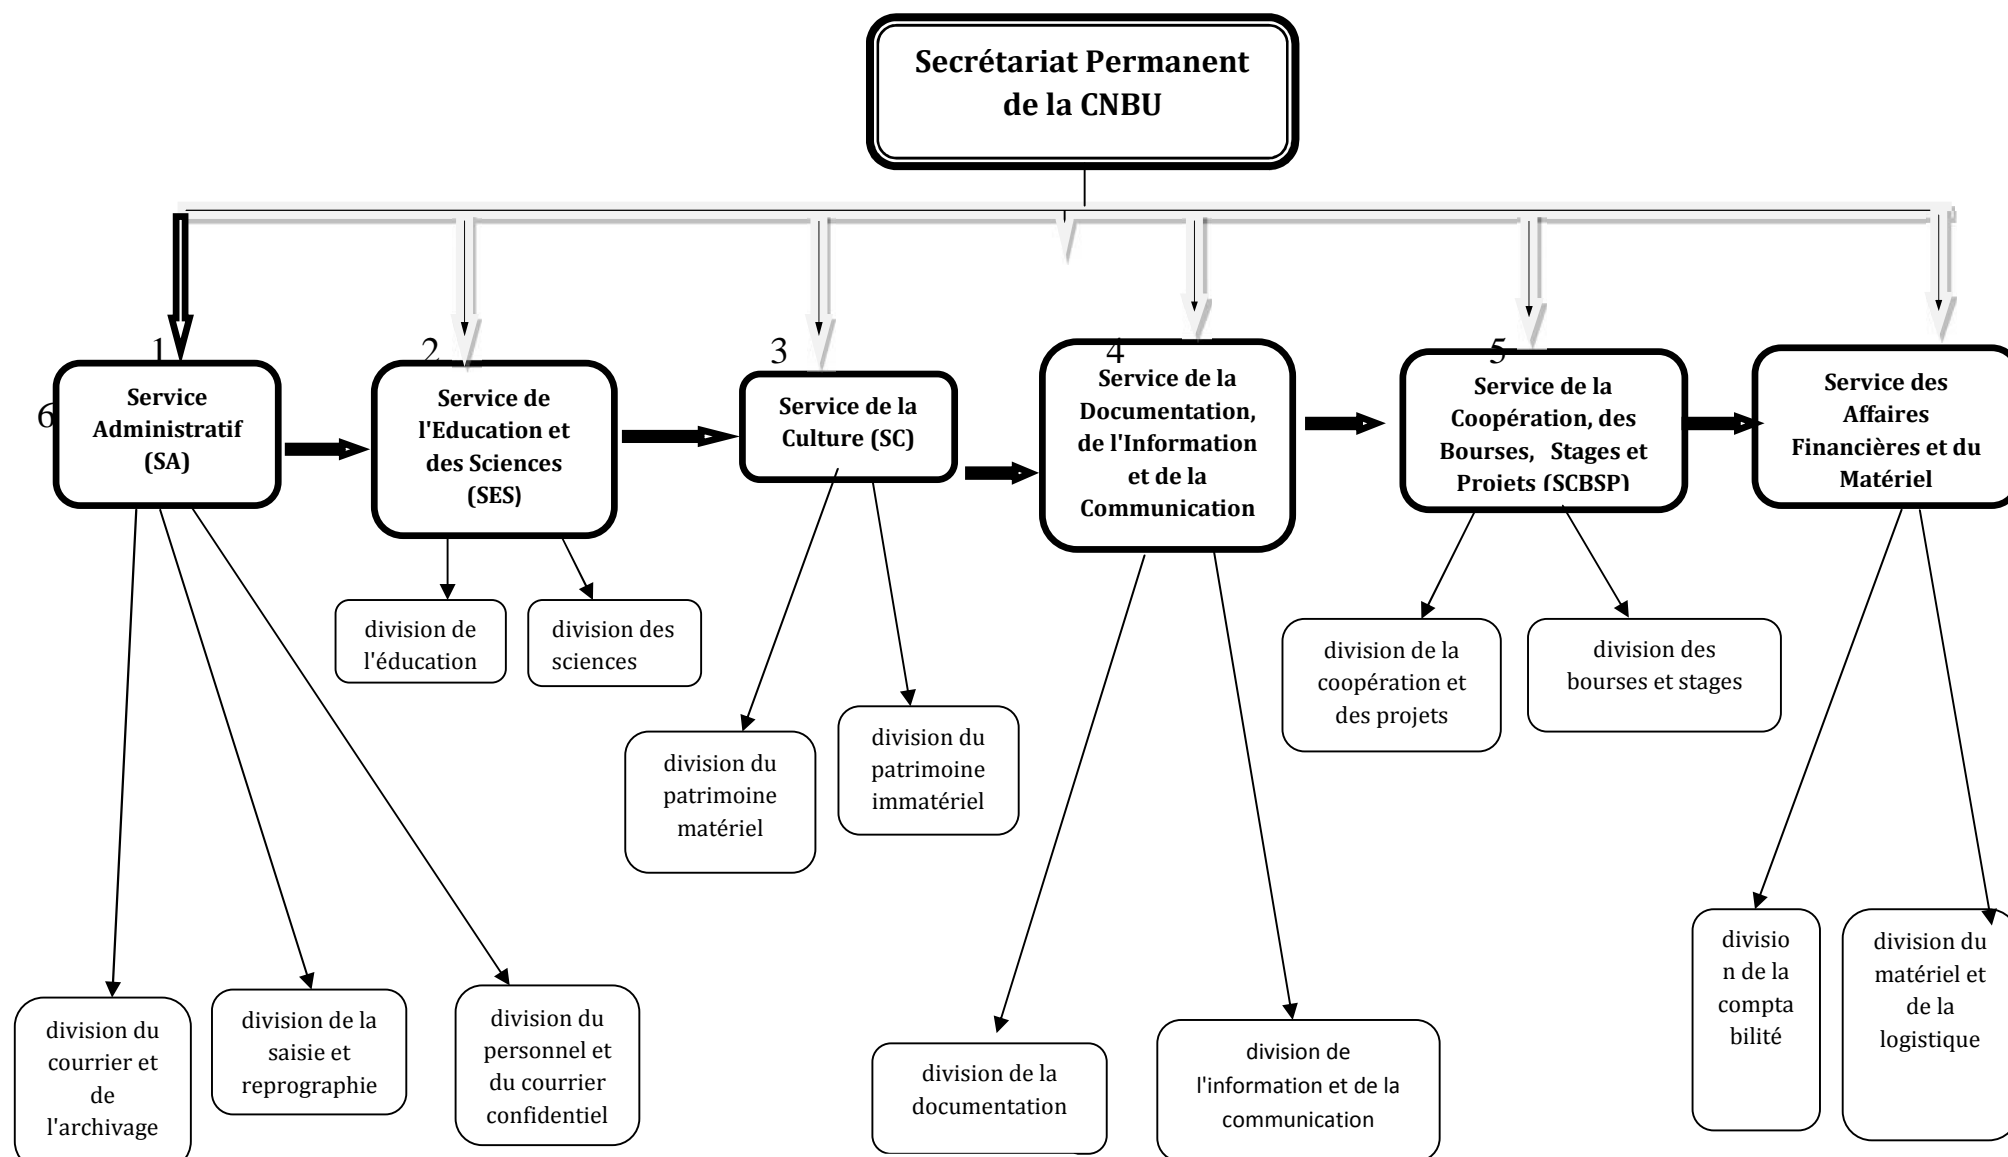 Secrétariat Permanent
de la CNBU
1
2
3
4
5
6
Service
Administratif
(SA)
Service de
l'Education et
des Sciences
(SES)
Service de la
Culture (SC)
Service de la
Documentation,
de l'Information
et de la
Communication
Service de la
Coopération, des
Bourses, Stages et
Projets (SCBSP)
Service des
Affaires
Financières et du
Matériel
division de
l'éducation
division des
sciences
division du
patrimoine
matériel
division du
patrimoine
immatériel
division de la
coopération et
des projets
division des
bourses et stages
division du
courrier et
de
l'archivage
division de la
saisie et
reprographie
division du
personnel et
du courrier
confidentiel
division de la
documentation
division de
l'information et de la
communication
divisio
n de la
compta
bilité
division du
matériel et
de la
logistique